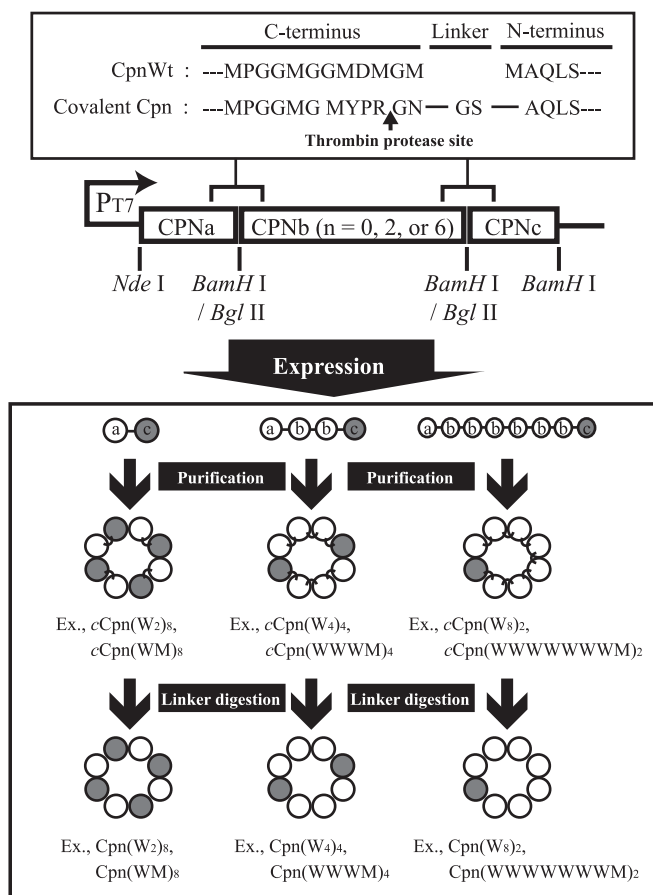 C-terminus Linker N-terminus
CpnWt : ---MPGGMGGMDMGM MAQLS---
Covalent Cpn : ---MPGGMG MYPRGN — GS — AQLS---
Thrombin protease site
PT7
CPNa CPNb (n = 0, 2, or 6) CPNc
Nde I BamH I BamH I BamH I
/ Bgl II / Bgl II
Expression
a c a b b c a b b b b b b c
Purification Purification
Ex., cCpn(W2)8, Ex., cCpn(W4)4, Ex., cCpn(W8)2,
cCpn(WM)8 cCpn(WWWM)4 cCpn(WWWWWWWM)2
Linker digestion Linker digestion
Ex., Cpn(W2)8, Ex., Cpn(W4)4, Ex., Cpn(W8)2,
Cpn(WM)8 Cpn(WWWM)4 Cpn(WWWWWWWM)2